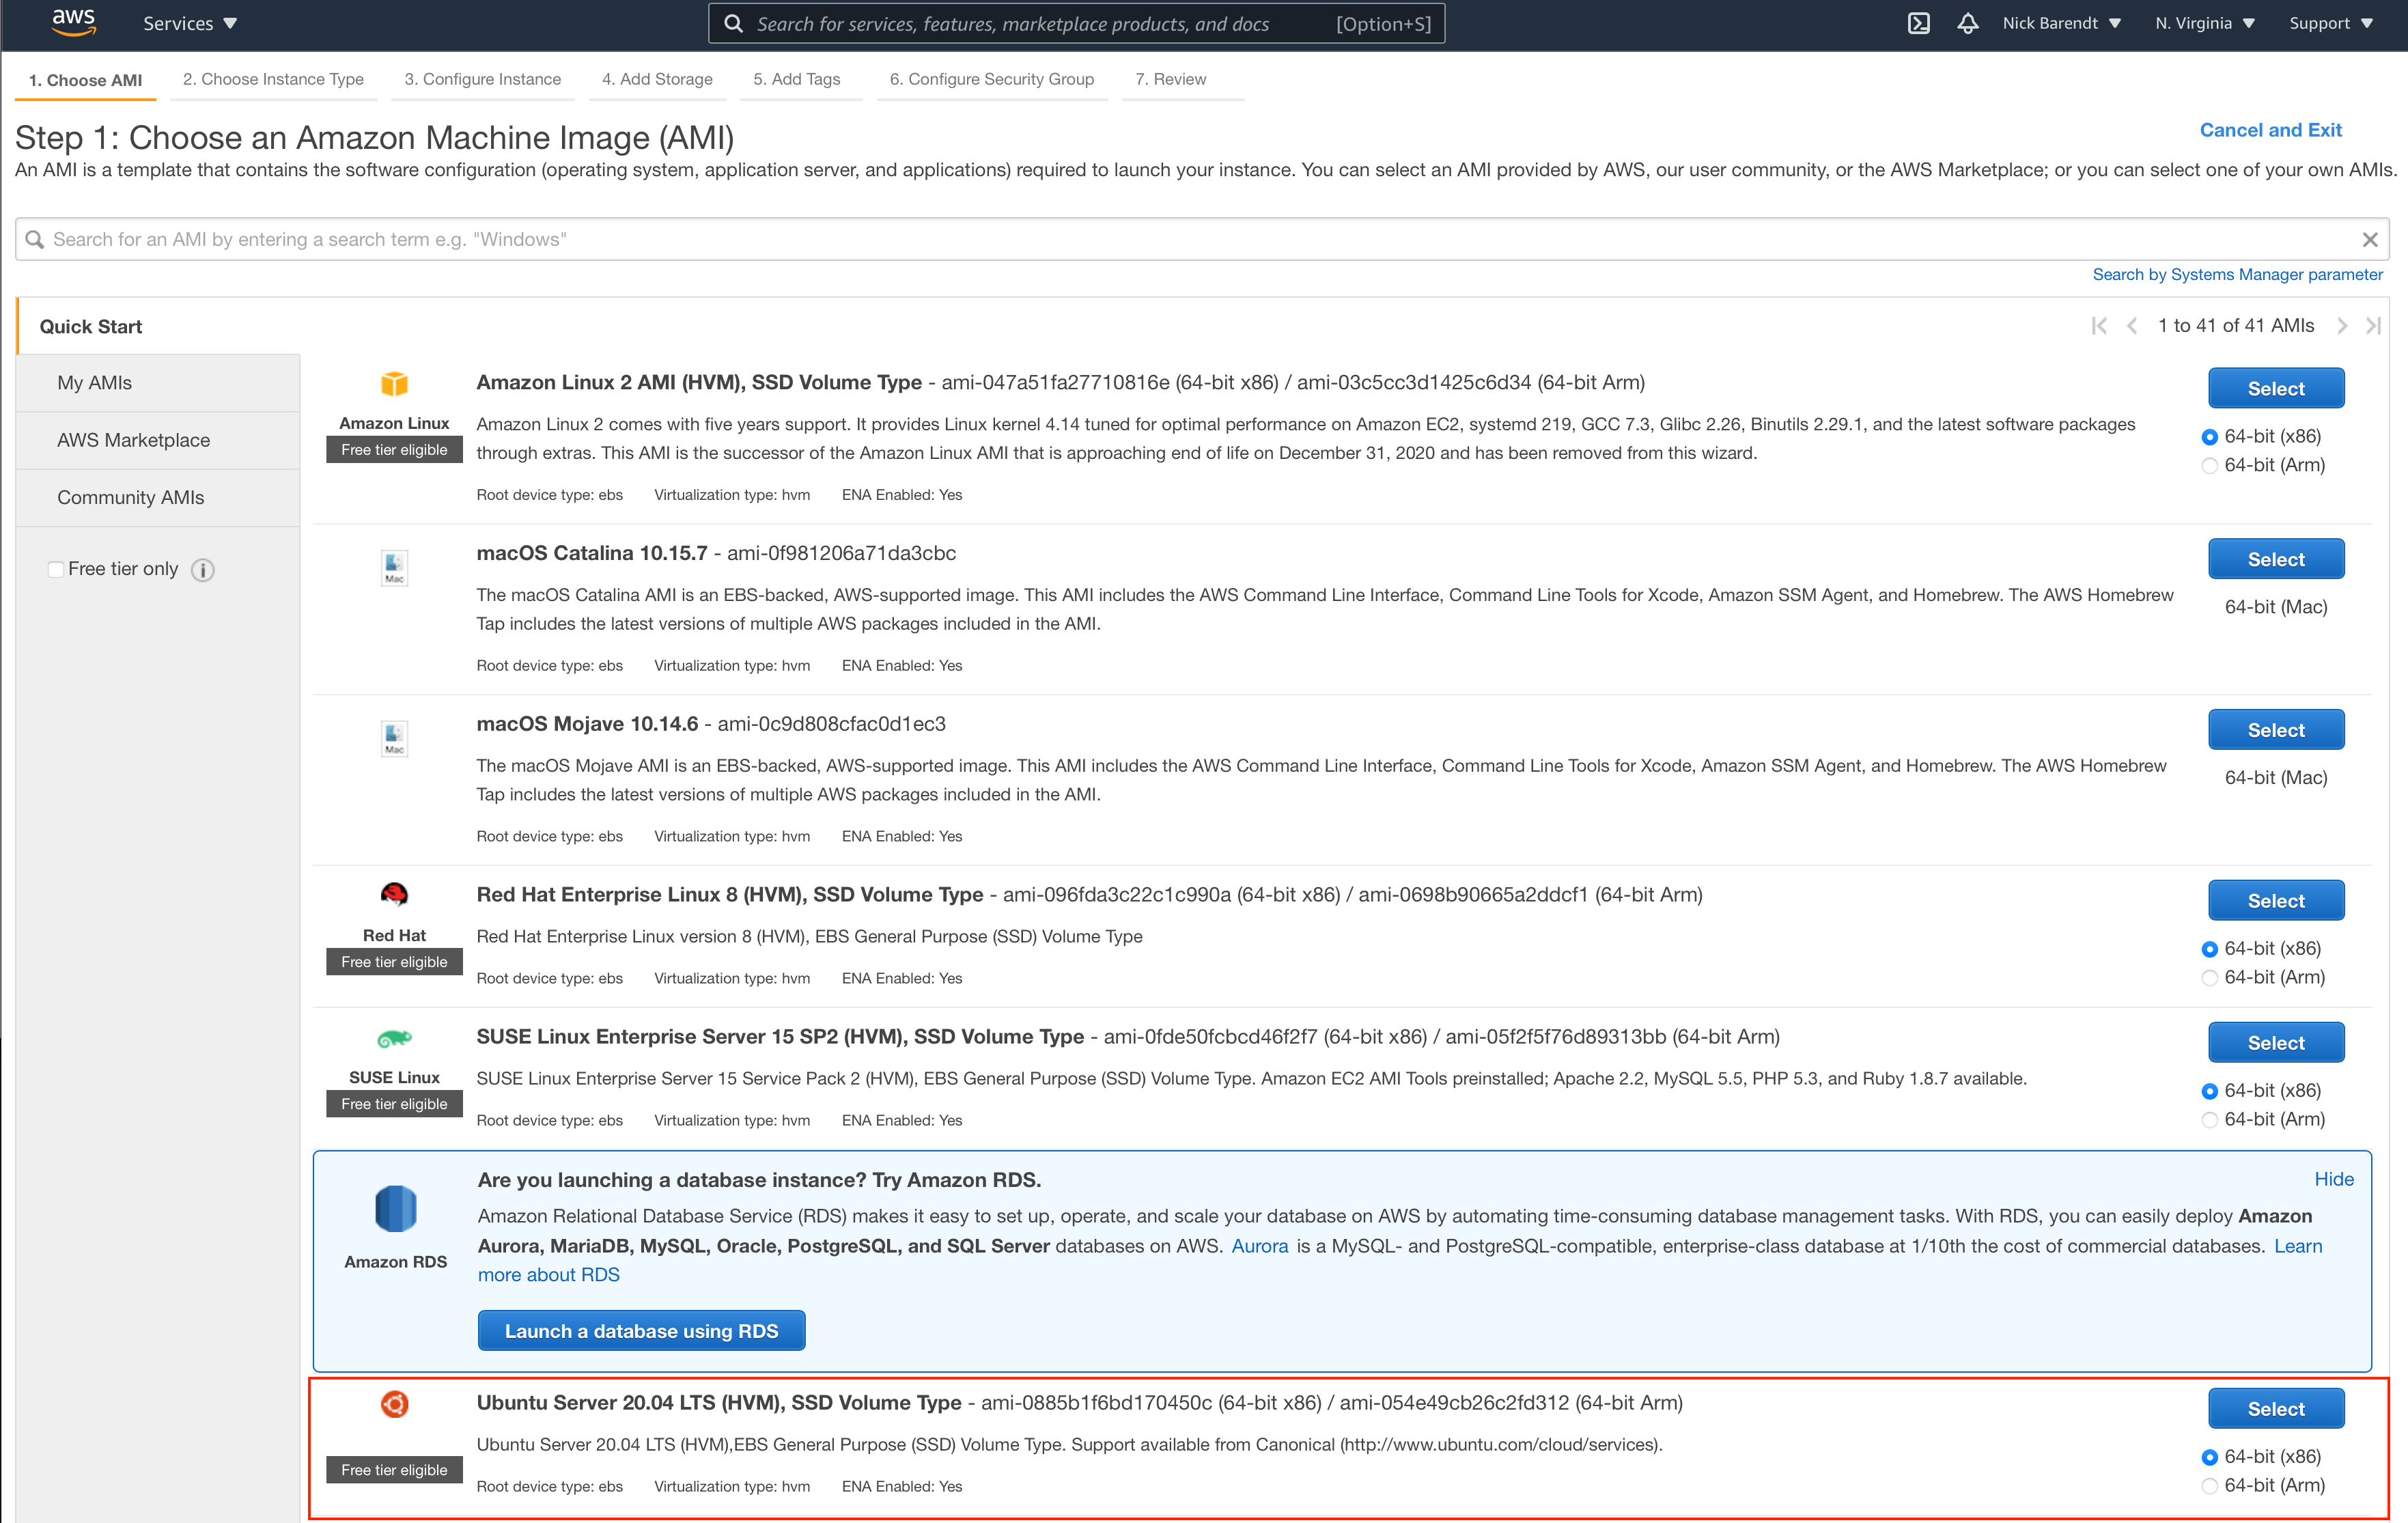 aws
Services
Search for services, features, marketplace products, and docs [Option+S]
Nick Barendt
N. Virginia
Support
1. Choose AMI
2. Choose Instance Type
3. Configure Instance
4. Add Storage
5. Add Tags
6. Configure Security Group
7. Review
Step 1: Choose an Amazon Machine Image (AMI)
Cancel and Exit
An AMI is a template that contains the software configuration (operating system, application server, and applications) required to launch your instance. You can select an AMI provided by AWS, our user community, or the AWS Marketplace; or you can select one of your own AMIs.
Search for an AMI by entering a search term e.g. "Windows"
Search by Systems Manager parameter
Quick Start
1 to 41 of 41 AMIs
My AMIs
AWS Marketplace
Community AMIs
Free tier only
Amazon Linux
Free tier eligible
Amazon Linux 2 AMI (HVM), SSD Volume Type - ami-047a51fa27710816e (64-bit x86) / ami-03c5cc3d1425c6d34 (64-bit Arm)
Amazon Linux 2 comes with five years support. It provides Linux kernel 4.14 tuned for optimal performance on Amazon EC2, systemd 219, GCC 7.3, Glibc 2.26, Binutils 2.29.1, and the latest software packages
through extras. This AMI is the successor of the Amazon Linux AMI that is approaching end of life on December 31, 2020 and has been removed from this wizard.
Root device type: ebs Virtualization type: hvm ENA Enabled: Yes
Select
64-bit (x86)
64-bit (Arm)
Mac
macOS Catalina 10.15.7 - ami-0f981206a71da3cbc
The macOS Catalina AMI is an EBS-backed, AWS-supported image. This AMI includes the AWS Command Line Interface, Command Line Tools for Xcode, Amazon SSM Agent, and Homebrew. The AWS Homebrew
Tap includes the latest versions of multiple AWS packages included in the AMI.
Root device type: ebs Virtualization type: hvm ENA Enabled: Yes
Select
64-bit (Mac)
Mac
macOS Mojave 10.14.6 - ami-0c9d808cfac0d1ec3
The macOS Mojave AMI is an EBS-backed, AWS-supported image. This AMI includes the AWS Command Line Interface, Command Line Tools for Xcode, Amazon SSM Agent, and Homebrew. The AWS Homebrew
Tap includes the latest versions of multiple AWS packages included in the AMI.
Root device type: ebs Virtualization type: hvm ENA Enabled: Yes
Select
64-bit (Mac)
Red Hat
Free tier eligible
Red Hat Enterprise Linux 8 (HVM), SSD Volume Type - ami-096fda3c22c1c990a (64-bit x86) / ami-0698b90665a2ddcf1 (64-bit Arm)
Red Hat Enterprise Linux version 8 (HVM), EBS General Purpose (SSD) Volume Type
Root device type: ebs Virtualization type: hvm ENA Enabled: Yes
Select
64-bit (x86)
64-bit (Arm)
SUSE Linux
Free tier eligible
SUSE Linux Enterprise Server 15 SP2 (HVM), SSD Volume Type - ami-0fde50fcbcd46f2f7 (64-bit x86) / ami-05f2f5f76d89313bb (64-bit Arm)
SUSE Linux Enterprise Server 15 Service Pack 2 (HVM), EBS General Purpose (SSD) Volume Type. Amazon EC2 AMI Tools preinstalled; Apache 2.2, MySQL 5.5, PHP 5.3, and Ruby 1.8.7 available.
Root device type: ebs Virtualization type: hvm ENA Enabled: Yes
Select
64-bit (x86)
64-bit (Arm)
Amazon RDS
Are you launching a database instance? Try Amazon RDS.
Hide
Amazon Relational Database Service (RDS) makes it easy to set up, operate, and scale your database on AWS by automating time-consuming database management tasks. With RDS, you can easily deploy Amazon
Aurora, MariaDB, MySQL, Oracle, PostgreSQL, and SQL Server databases on AWS. Aurora is a MySQL- and PostgreSQL-compatible, enterprise-class database at 1/10th the cost of commercial databases. Learn
more about RDS
Launch a database using RDS
Free tier eligible
Ubuntu Server 20.04 LTS (HVM), SSD Volume Type - ami-0885b1f6bd170450c (64-bit x86) / ami-054e49cb26c2fd312 (64-bit Arm)
Ubuntu Server 20.04 LTS (HVM),EBS General Purpose (SSD) Volume Type. Support available from Canonical (http://www.ubuntu.com/cloud/services).
Root device type: ebs Virtualization type: hvm ENA Enabled: Yes
Select
64-bit (x86)
64-bit (Arm)